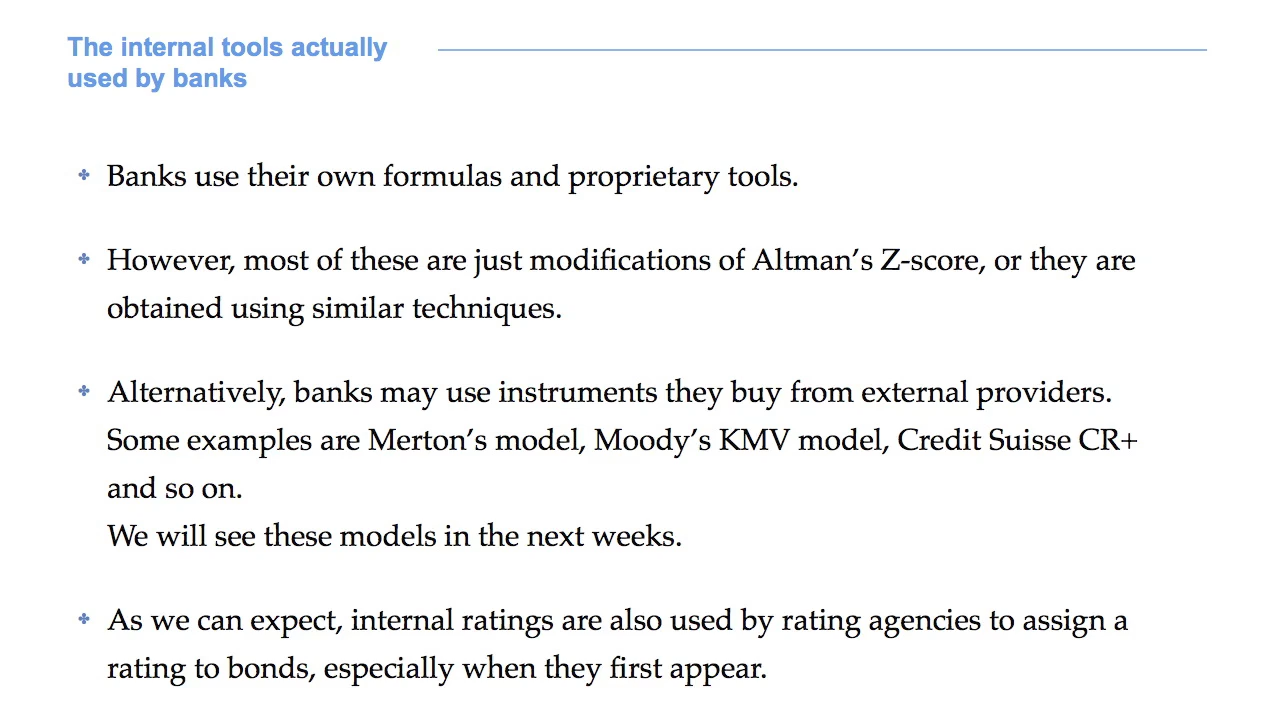 The internal tools actually
used by banks
Banks use their own formulas and proprietary tools.
However, most of these are just modifications of Altman’s Z-score, or they are
obtained using similar techniques.
Alternatively, banks may use instruments they buy from external providers.
Some examples are Merton’s model, Moody’s KMV model, Credit Suisse CR+
and so on.
We will see these models in the next weeks.
As we can expect, internal ratings are also used by rating agencies to assign a
rating to bonds, especially when they first appear.